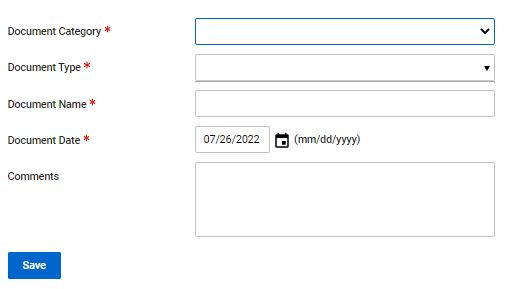 Document Category *
Document Type *
Document Name *
Document Date * 07/26/2022 (mm/dd/yyyy)
Comments
Save